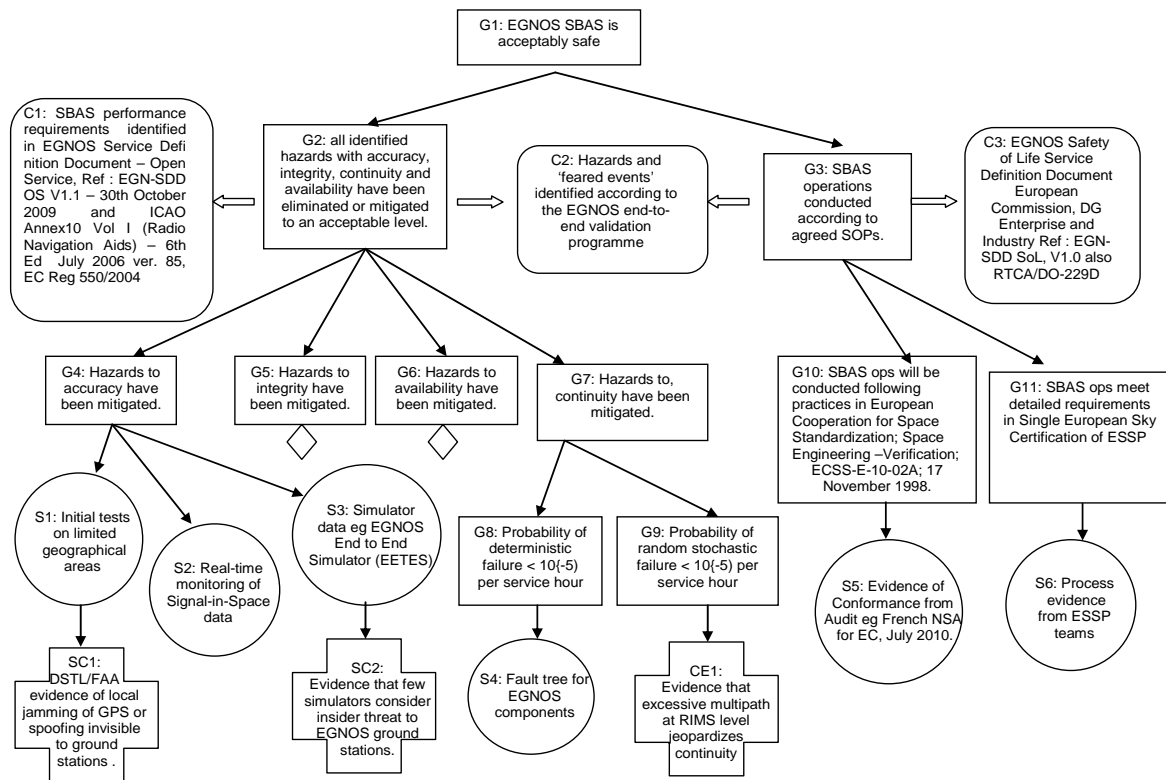 G1: EGNOS SBAS is
acceptably safe
C1: SBAS performance
requirements identified
in EGNOS Service Defi
nition Document – Open
Service, Ref : EGN-SDD
OS V1.1 – 30th October
2009 and ICAO
Annex10 Vol I (Radio
Navigation Aids) – 6th
Ed July 2006 ver. 85,
EC Reg 550/2004
G2: all identified
hazards with accuracy,
integrity, continuity
and availability have
been eliminated or
mitigated to an
acceptable level.
C2: Hazards and
‘feared events’
identified according to
the EGNOS end-to-
end validation
programme
G3: SBAS
operations
conducted
according to
agreed SOPs.
C3: EGNOS Safety
of Life Service
Definition Document
European
Commission, DG
Enterprise and
Industry Ref : EGN-
SDD SoL, V1.0 also
RTCA/DO-229D
G4: Hazards to
accuracy have
been mitigated.
G5: Hazards to
integrity have
been mitigated.
G6: Hazards to
availability have
been mitigated.
G7: Hazards to,
continuity have been
mitigated.
G10: SBAS ops will be
conducted following
practices in European
Cooperation for Space
Standardization; Space
Engineering –Verification;
ECSS-E-10-02A; 17
November 1998.
G11: SBAS ops meet
detailed requirements
in Single European Sky
Certification of ESSP
S1: Initial tests
on limited
geographical
areas
S2: Real-time
monitoring of
Signal-in-Space
data
S3: Simulator
data eg EGNOS
End to End
Simulator (EETES)
G8: Probability of
deterministic
failure < 10{-5)
per service hour
G9: Probability of
random stochastic
failure < 10{-5) per
service hour
S5: Evidence of
Conformance from
Audit eg French NSA
for EC, July 2010.
S6: Process
evidence
from ESSP
teams
SC1:
DSTL/FAA
evidence of local
jamming of GPS or
spoofing invisible
to ground
stations .
SC2:
Evidence that few
simulators consider
insider threat to
EGNOS ground
stations.
S4: Fault tree for
EGNOS
components
CE1:
Evidence that
excessive multipath
at RIMS level
jeopardizes
continuity